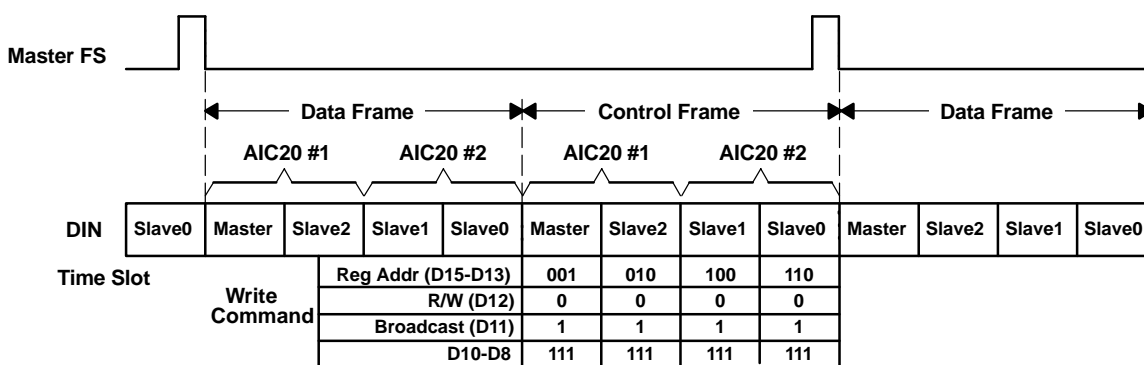 Master FS
Data Frame Control Frame Data Frame
AIC20 #1 AIC20 #2 AIC20 #1 AIC20 #2
DIN Slave0 Master Slave2 Slave1 Slave0 Master Slave2 Slave1 Slave0 Master Slave2 Slave1 Slave0
Time Slot
Write Command
Reg Addr (D15-D13) 001 010 100 110
R/W (D12) 0 0 0 0
Broadcast (D11) 1 1 1 1
D10-D8 111 111 111 111